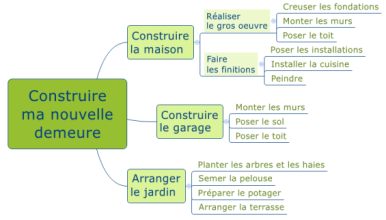 Construire
ma nouvelle
demeure
Construire
la maison
Réaliser
le gros oeuvre
Creuser les fondations
Monter les murs
Poser le toit
Faire
les finitions
Poser les installations
Installer la cuisine
Peindre
Construire
le garage
Monter les murs
Poser le sol
Poser le toit
Arranger
le jardin
Planter les arbres et les haies
Semer la pelouse
Préparer le potager
Arranger la terrasse